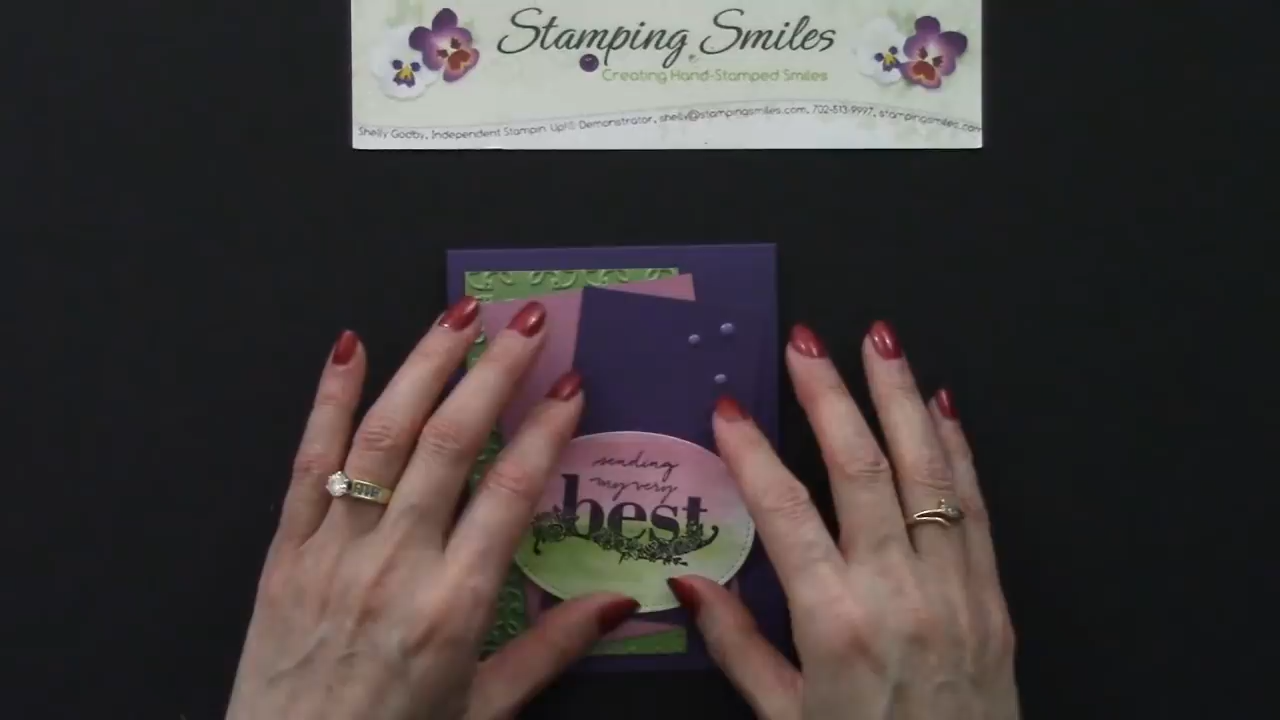 Stamping Smiles
Creating Hand-Stamped Smiles
Shelly Godby, Independent Stampin' Up!® Demonstrator, shelly@stampingsmiles.com, 702-513-9997, stampingsmiles.com
sending
my very
best